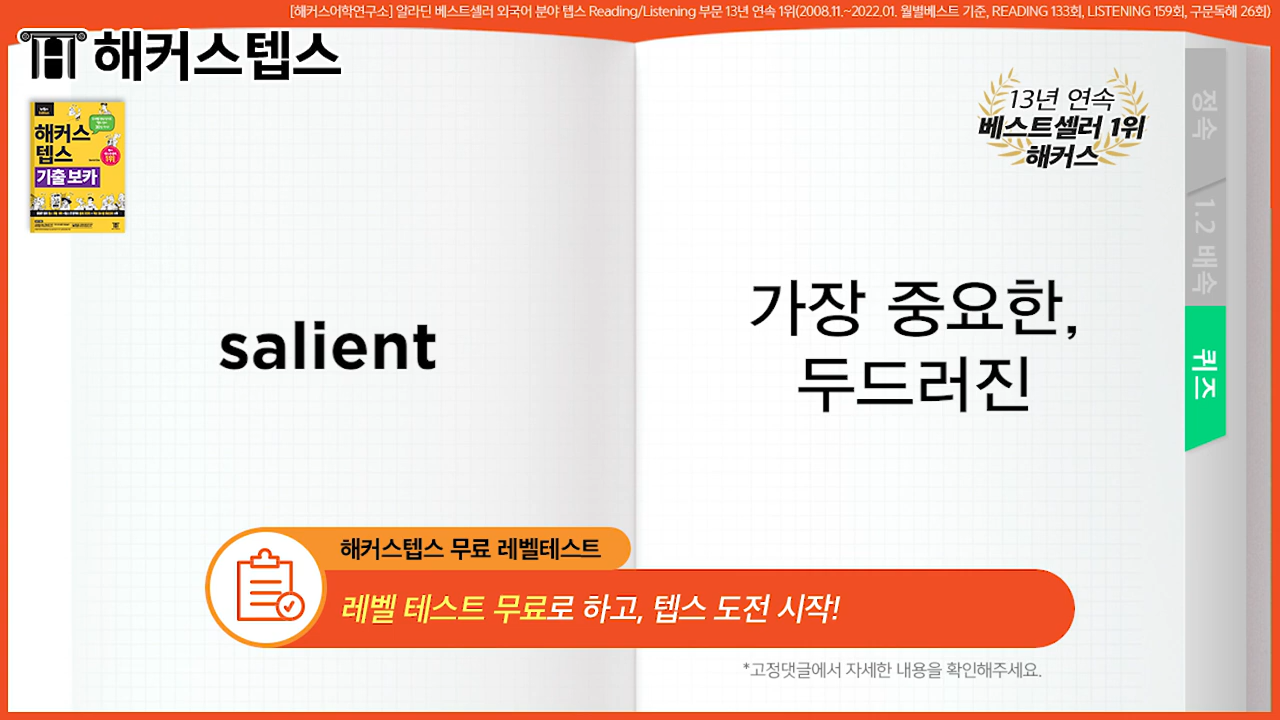 [해커스어학연구소] 알라딘 베스트셀러 외국어 분야 텝스 Reading/Listening 부문 13년 연속 1위(2008.11.~2022.01. 월별베스트 기준, READING 133회, LISTENING 159회, 구문독해 26회)
해커스텝스
해커스
텝스
기출 보카
13년 연속
베스트셀러 1위
해커스
정속
1.2 배속
퀴즈
salient
가장 중요한,
두드러진
해커스텝스 무료 레벨테스트
레벨 테스트 무료로 하고, 텝스 도전 시작!
*고정댓글에서 자세한 내용을 확인해주세요.